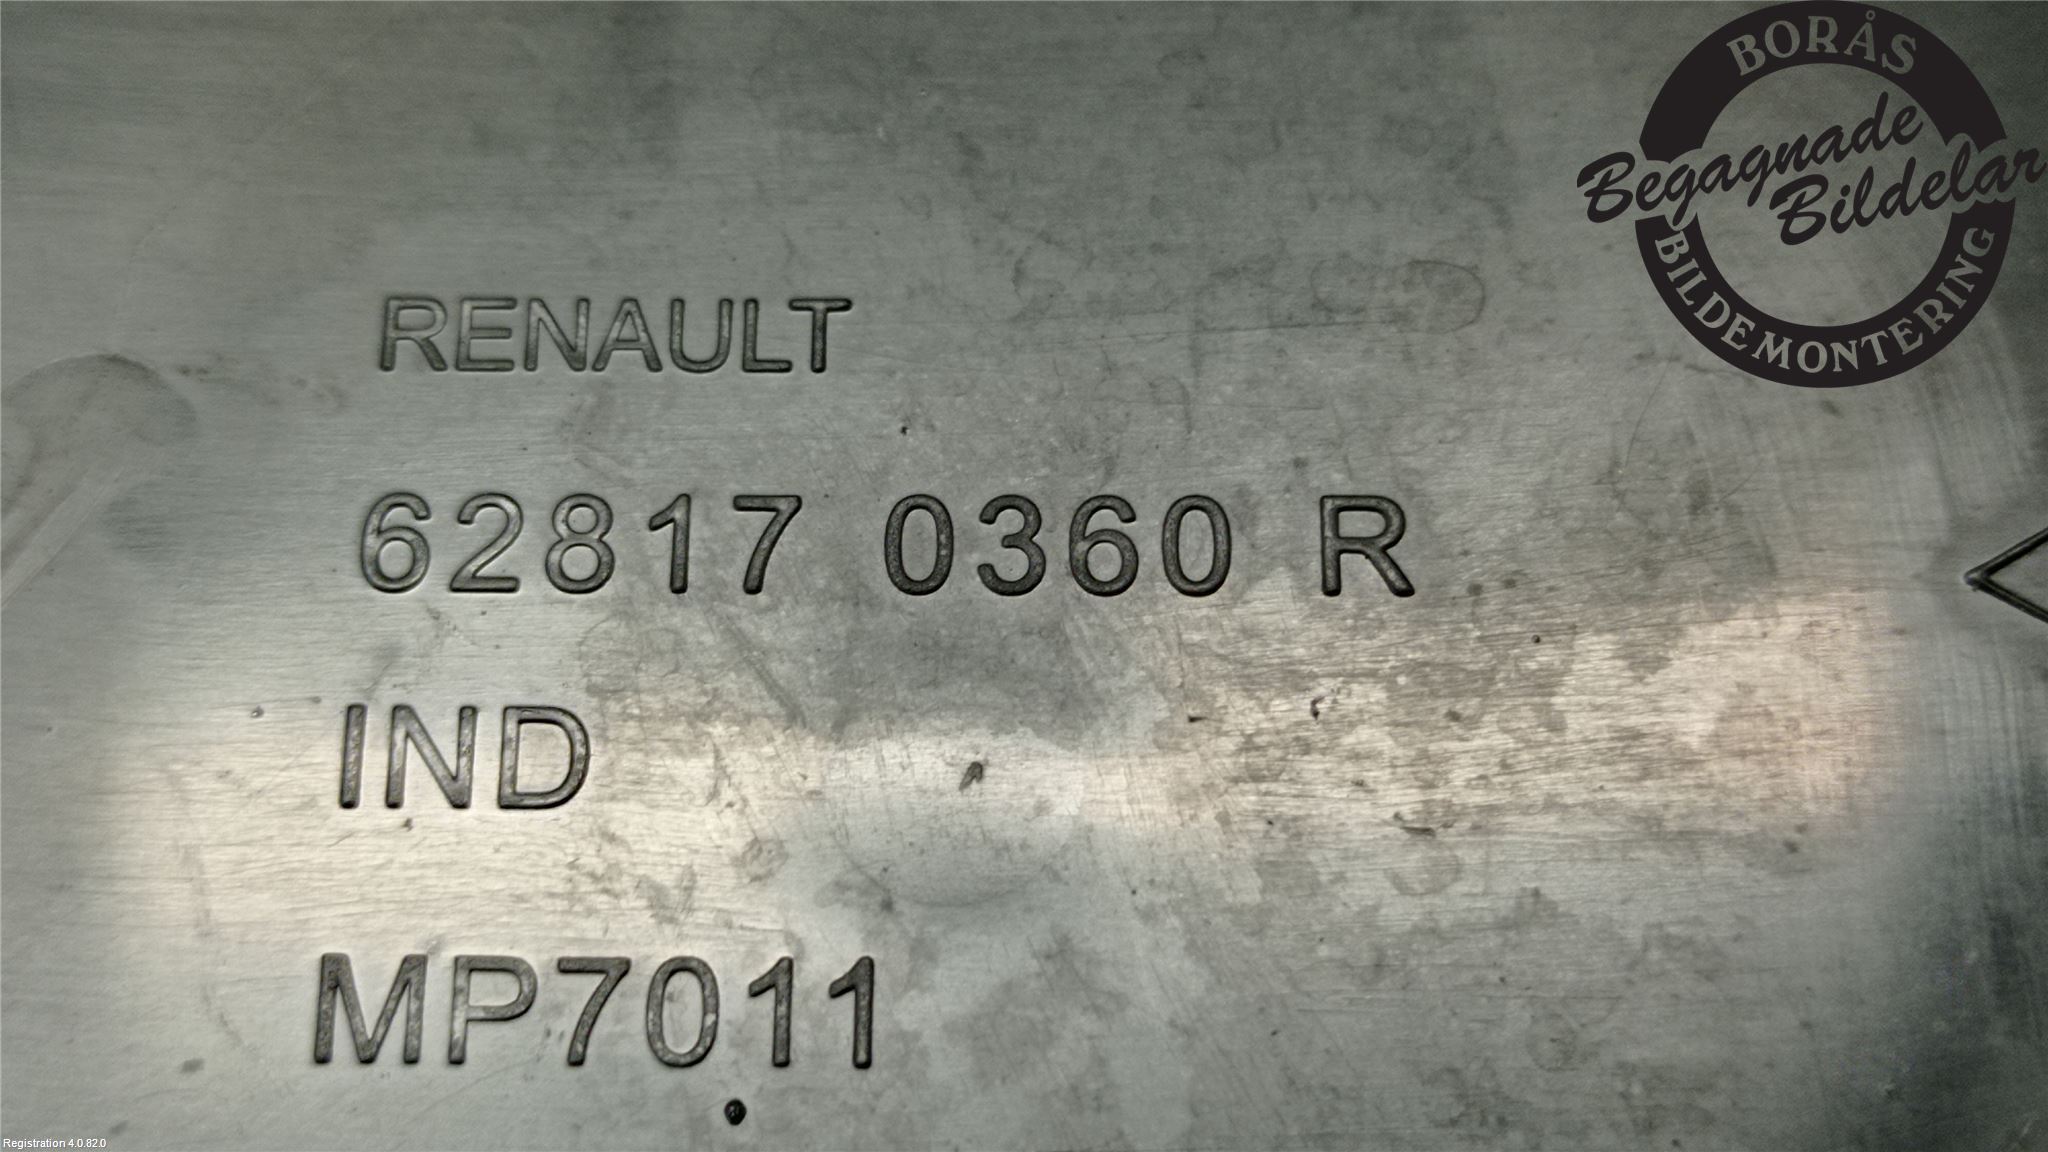 BORÅS
Begagnade
Bildelar
BILDEMONTERING
RENAULT
62817 0360 R
IND
MP7011
Registration 4.0.82.0